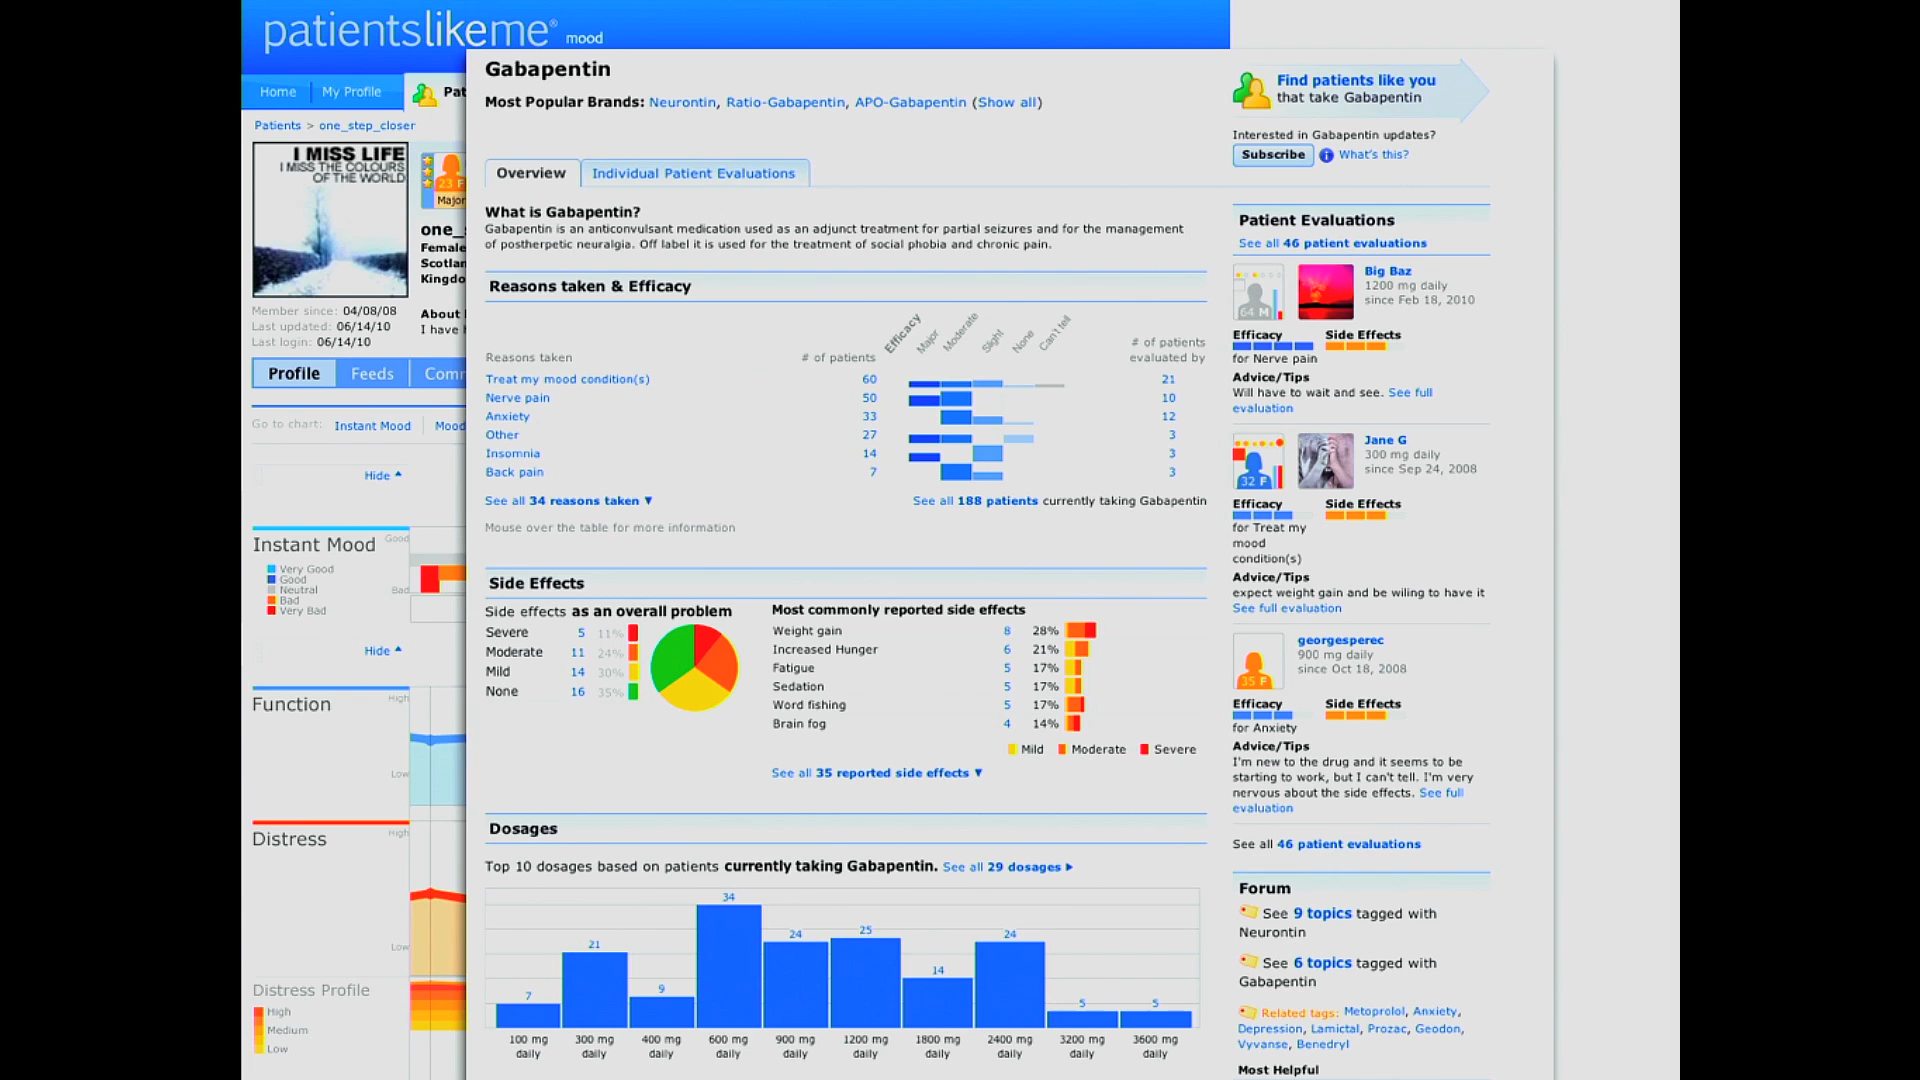 patientslikeme® mood
Home
My Profile
Patients > one_step_closer
I MISS LIFE
I MISS THE COLOURS
OF THE WORLD
23 F
Major
Female
Scotlan
Kingdo
Member since: 04/08/08
Last updated: 06/14/10
Last login: 06/14/10
About
I have
Profile
Feeds
Go to chart:
Instant Mood
Mood
Hide
Instant Mood
Good
Very Good
Good
Neutral
Bad
Very Bad
Bad
Hide
Function
High
Low
Distress
High
Low
Distress Profile
High
Medium
Low
Gabapentin
Most Popular Brands: Neurontin, Ratio-Gabapentin, APO-Gabapentin (Show all)
Overview
Individual Patient Evaluations
What is Gabapentin?
Gabapentin is an anticonvulsant medication used as an adjunct treatment for partial seizures and for the management
of postherpetic neuralgia. Off label it is used for the treatment of social phobia and chronic pain.
Reasons taken & Efficacy
Reasons taken
# of patients
Efficacy
Major
Moderate
Slight
None
Can't tell
# of patients
evaluated by
Treat my mood condition(s) 60 21
Nerve pain 50 10
Anxiety 33 12
Other 27 3
Insomnia 14 3
Back pain 7 3
See all 34 reasons taken ▼
See all 188 patients currently taking Gabapentin
Mouse over the table for more information
Side Effects
Side effects as an overall problem
Severe 5 11%
Moderate 11 24%
Mild 14 30%
None 16 35%
Most commonly reported side effects
Weight gain 8 28%
Increased Hunger 6 21%
Fatigue 5 17%
Sedation 5 17%
Word fishing 5 17%
Brain fog 4 14%
Mild Moderate Severe
See all 35 reported side effects ▼
Dosages
Top 10 dosages based on patients currently taking Gabapentin. See all 29 dosages ▶
7
21
9
34
24
25
14
24
5
5
100 mg daily
300 mg daily
400 mg daily
600 mg daily
900 mg daily
1200 mg daily
1800 mg daily
2400 mg daily
3200 mg daily
3600 mg daily
Find patients like you
that take Gabapentin
Interested in Gabapentin updates?
Subscribe
What's this?
Patient Evaluations
See all 46 patient evaluations
64 M
Big Baz
1200 mg daily
since Feb 18, 2010
Efficacy Side Effects
for Nerve pain
Advice/Tips
Will have to wait and see. See full
evaluation
32 F
Jane G
300 mg daily
since Sep 24, 2008
Efficacy Side Effects
for Treat my
mood
condition(s)
Advice/Tips
expect weight gain and be wiling to have it
See full evaluation
35 F
georgesperec
900 mg daily
since Oct 18, 2008
Efficacy Side Effects
for Anxiety
Advice/Tips
I'm new to the drug and it seems to be
starting to work, but I can't tell. I'm very
nervous about the side effects. See full
evaluation
See all 46 patient evaluations
Forum
See 9 topics tagged with
Neurontin
See 6 topics tagged with
Gabapentin
Related tags: Metoprolol, Anxiety,
Depression, Lamictal, Prozac, Geodon,
Vyvanse, Benedryl
Most Helpful